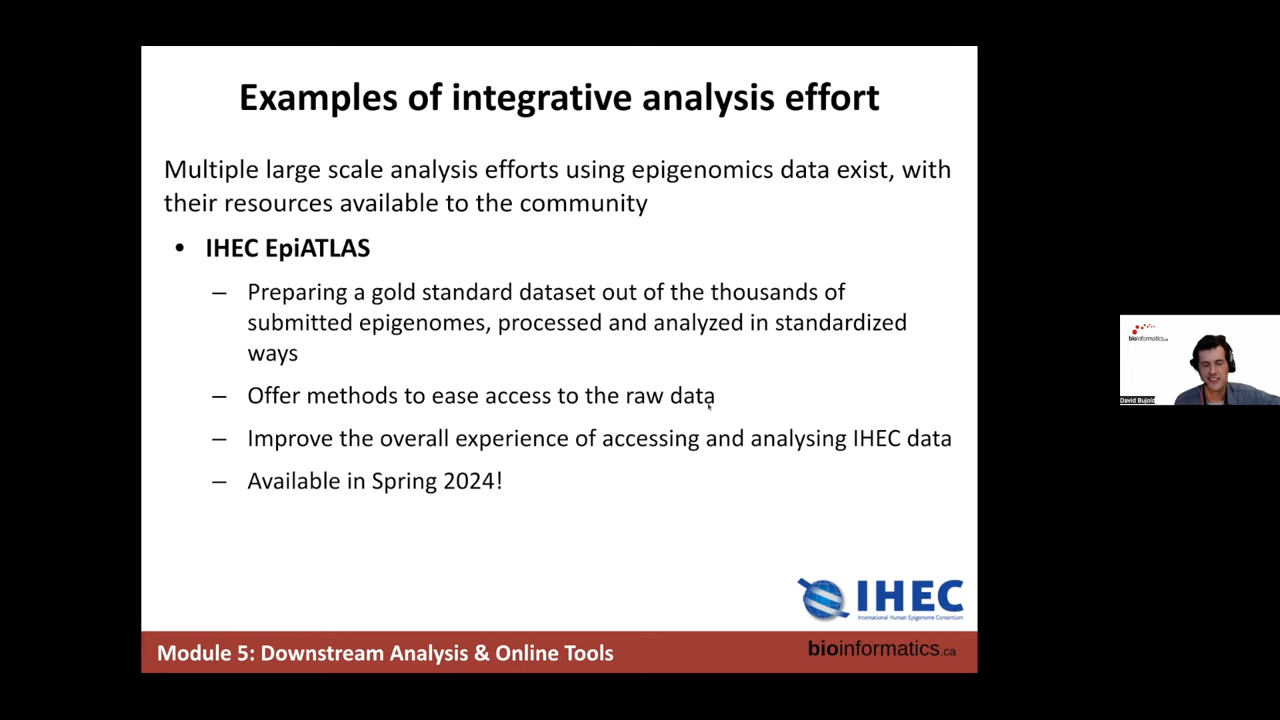 Examples of integrative analysis effort
Multiple large scale analysis efforts using epigenomics data exist, with
their resources available to the community
• IHEC EpiATLAS
– Preparing a gold standard dataset out of the thousands of
submitted epigenomes, processed and analyzed in standardized
ways
– Offer methods to ease access to the raw data
– Improve the overall experience of accessing and analysing IHEC data
– Available in Spring 2024!
IHEC
International Human Epigenome Consortium
Module 5: Downstream Analysis & Online Tools
bioinformatics.ca
bioinformatics.ca
David Bujold